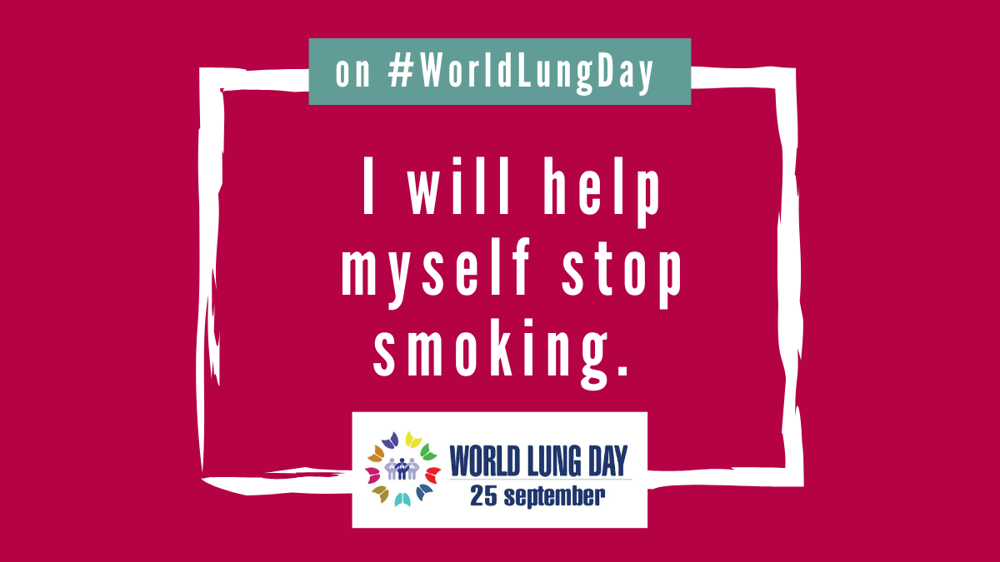 on #WorldLungDay
I will help
myself stop
smoking.
WORLD LUNG DAY
25 september